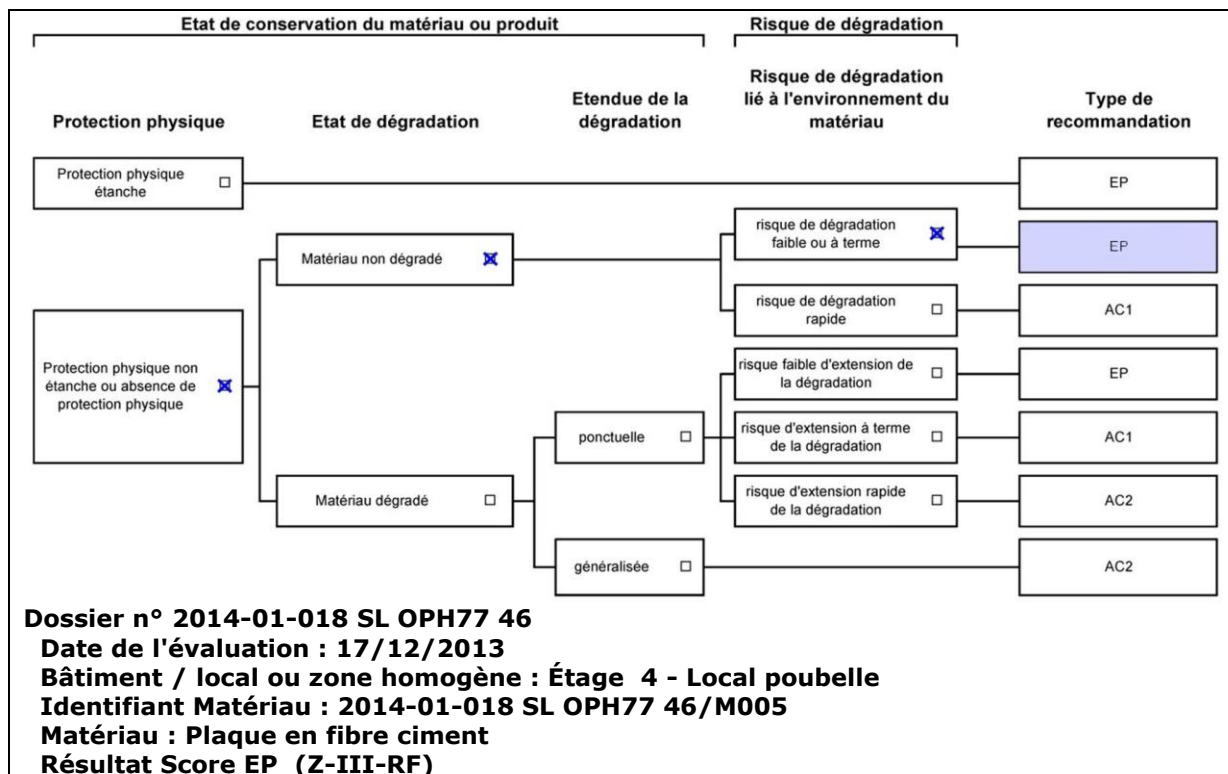 Etat de conservation du matériau ou produit
Risque de dégradation
Protection physique
Etat de dégradation
Etendue de la
dégradation
Risque de dégradation
lié à l'environnement du
matériau
Type de
recommandation
Protection physique
étanche
EP
Matériau non dégradé
risque de dégradation
faible ou à terme
EP
risque de dégradation
rapide
AC1
Protection physique non
étanche ou absence de
protection physique
risque faible d'extension de
la dégradation
EP
ponctuelle
risque d'extension à terme
de la dégradation
AC1
Matériau dégradé
risque d'extension rapide
de la dégradation
AC2
généralisée
AC2
Dossier n° 2014-01-018 SL OPH77 46
Date de l'évaluation : 17/12/2013
Bâtiment / local ou zone homogène : Étage 4 - Local poubelle
Identifiant Matériau : 2014-01-018 SL OPH77 46/M005
Matériau : Plaque en fibre ciment
Résultat Score EP (Z-III-RF)